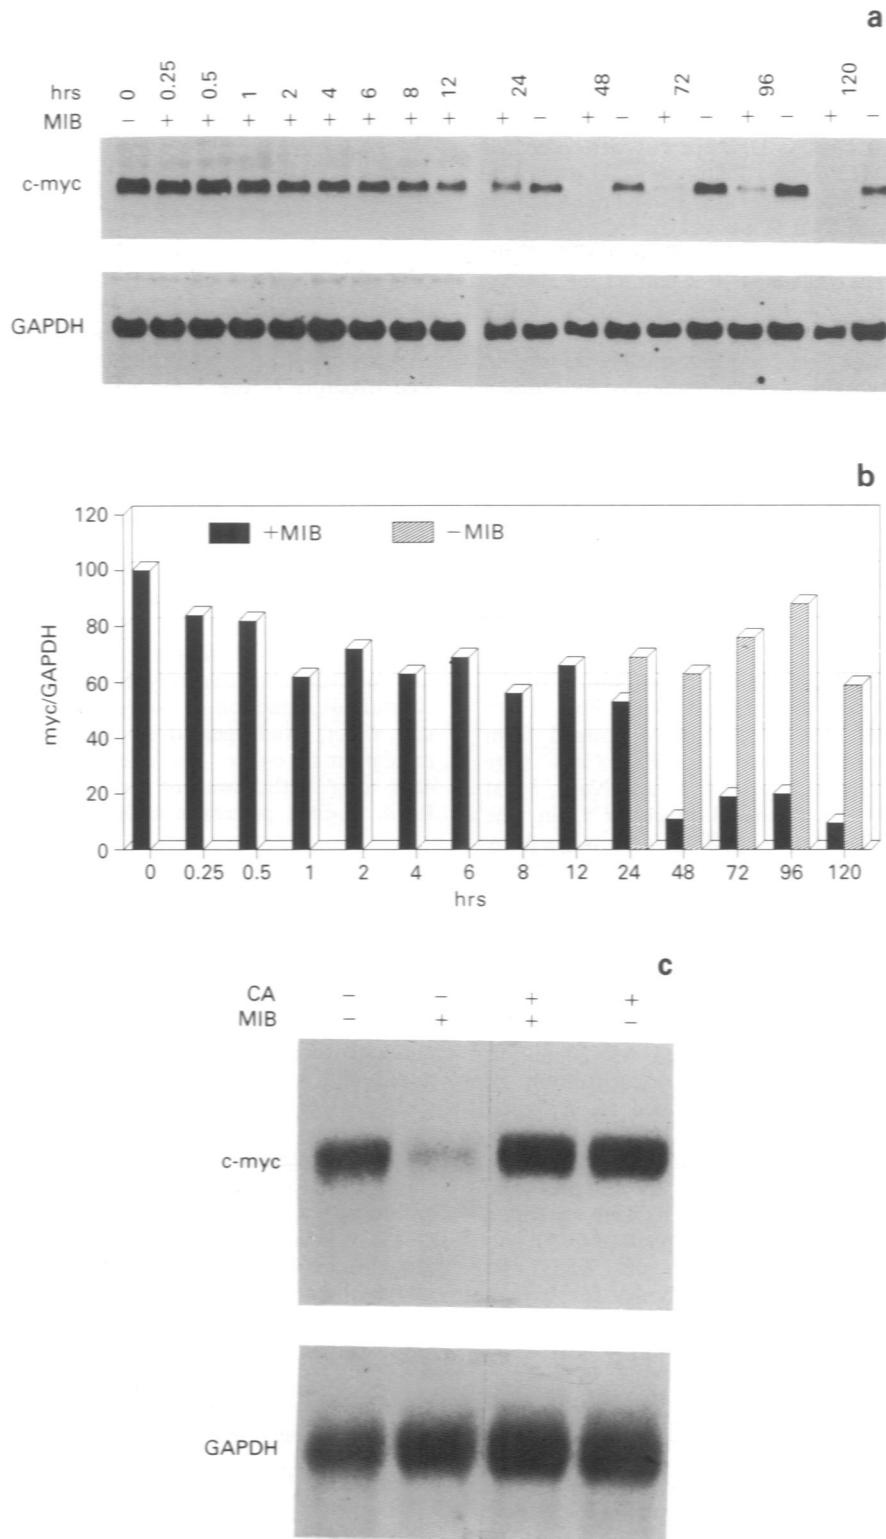 a
hrs 0 0.25 0.5 1 2 4 6 8 12 24 48 72 96 120
MIB − + + + + + + + + + − + − + − + − + −
c-myc
GAPDH
b
120
100
80
60
40
20
0
myc/GAPDH
+MIB −MIB
0 0.25 0.5 1 2 4 6 8 12 24 48 72 96 120
hrs
c
CA − − + +
MIB − + + −
c-myc
GAPDH